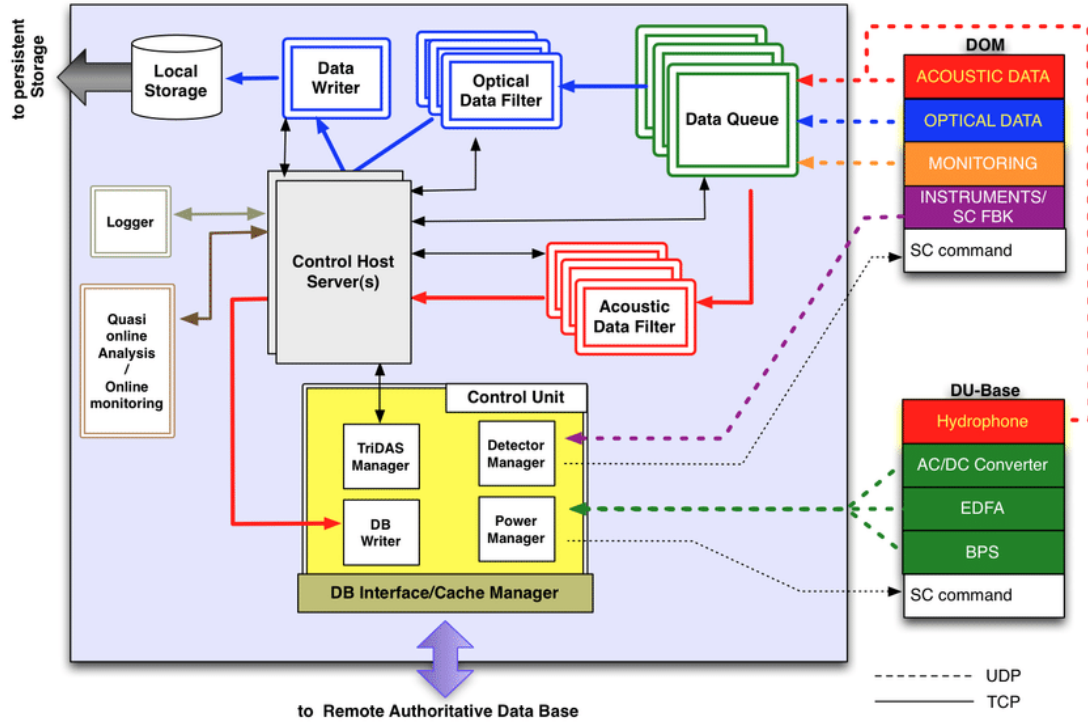 to persistent
Storage
Local
Storage
Data
Writer
Optical
Data Filter
Data Queue
DOM
ACOUSTIC DATA
OPTICAL DATA
MONITORING
INSTRUMENTS/
SC FBK
SC command
Logger
Control Host
Server(s)
Quasi
online
Analysis
/
Online
monitoring
Acoustic
Data Filter
Control Unit
TriDAS
Manager
Detector
Manager
DB
Writer
Power
Manager
DB Interface/Cache Manager
DU-Base
Hydrophone
AC/DC Converter
EDFA
BPS
SC command
UDP
TCP
to Remote Authoritative Data Base